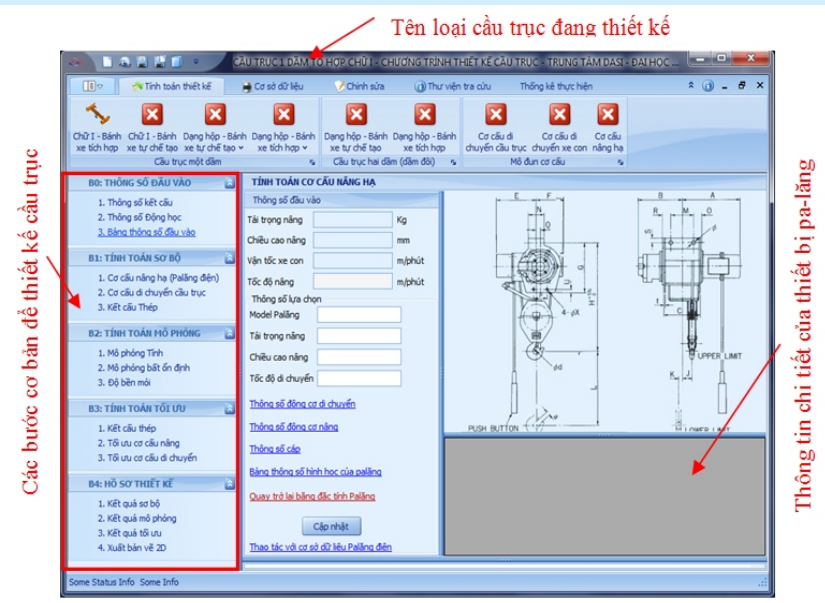 Tên loại cầu trục đang thiết kế
CẦU TRỤC 1 DẦM TỔ HỢP CHỮ I - CHƯƠNG TRÌNH THIẾT KẾ CẦU TRỤC - TRUNG TÂM DASI - ĐẠI HỌC ...
Tính toán thiết kế Cơ sở dữ liệu Chỉnh sửa Thư viện tra cứu Thống kê thực hiện
Chữ I - Bánh xe tích hợp
Chữ I - Bánh xe tự chế tạo
Dạng hộp - Bánh xe tự chế tạo
Dạng hộp - Bánh xe tích hợp
Dạng hộp - Bánh xe tự chế tạo
Dạng hộp - Bánh xe tích hợp
Cơ cấu di chuyển cầu trục
Cơ cấu di chuyển xe con
Cơ cấu nâng hạ
Cầu trục một dầm
Cầu trục hai dầm (dầm đôi)
Mô đun cơ cấu
Các bước cơ bản để thiết kế cầu trục
B0: THÔNG SỐ ĐẦU VÀO
1. Thông số kết cấu
2. Thông số Động học
3. Bảng thông số đầu vào
B1: TÍNH TOÁN SƠ BỘ
1. Cơ cấu nâng hạ (Palăng điện)
2. Cơ cấu di chuyển cầu trục
3. Kết cấu Thép
B2: TÍNH TOÁN MÔ PHỎNG
1. Mô phỏng Tĩnh
2. Mô phỏng bất ổn định
3. Độ bền mỏi
B3: TÍNH TOÁN TỐI ƯU
1. Kết cấu thép
2. Tối ưu cơ cấu nâng
3. Tối ưu cơ cấu di chuyển
B4: HỒ SƠ THIẾT KẾ
1. Kết quả sơ bộ
2. Kết quả mô phỏng
3. Kết quả tối ưu
4. Xuất bản vẽ 2D
TÍNH TOÁN CƠ CẤU NÂNG HẠ
Thông số đầu vào
Tải trọng nâng Kg
Chiều cao nâng mm
Vận tốc xe con m/phút
Tốc độ nâng m/phút
Thông số lựa chọn
Model Palăng
Tải trọng nâng
Chiều cao nâng
Tốc độ di chuyển
Thông số động cơ di chuyển
Thông số động cơ nâng
Thông số cáp
Bảng thông số hình học của palăng
Quay trở lại bảng đặc tính Palăng
Cập nhật
Thao tác với cơ sở dữ liệu Palăng điện
E F
N
O
G
U
H
4-ϕX
ϕd
L
PUSH BUTTON
B A
R M O
S
C
K J
UPPER LIMIT
LOWER LIMIT
Thông tin chi tiết của thiết bị pa-lăng
Some Status Info Some Info